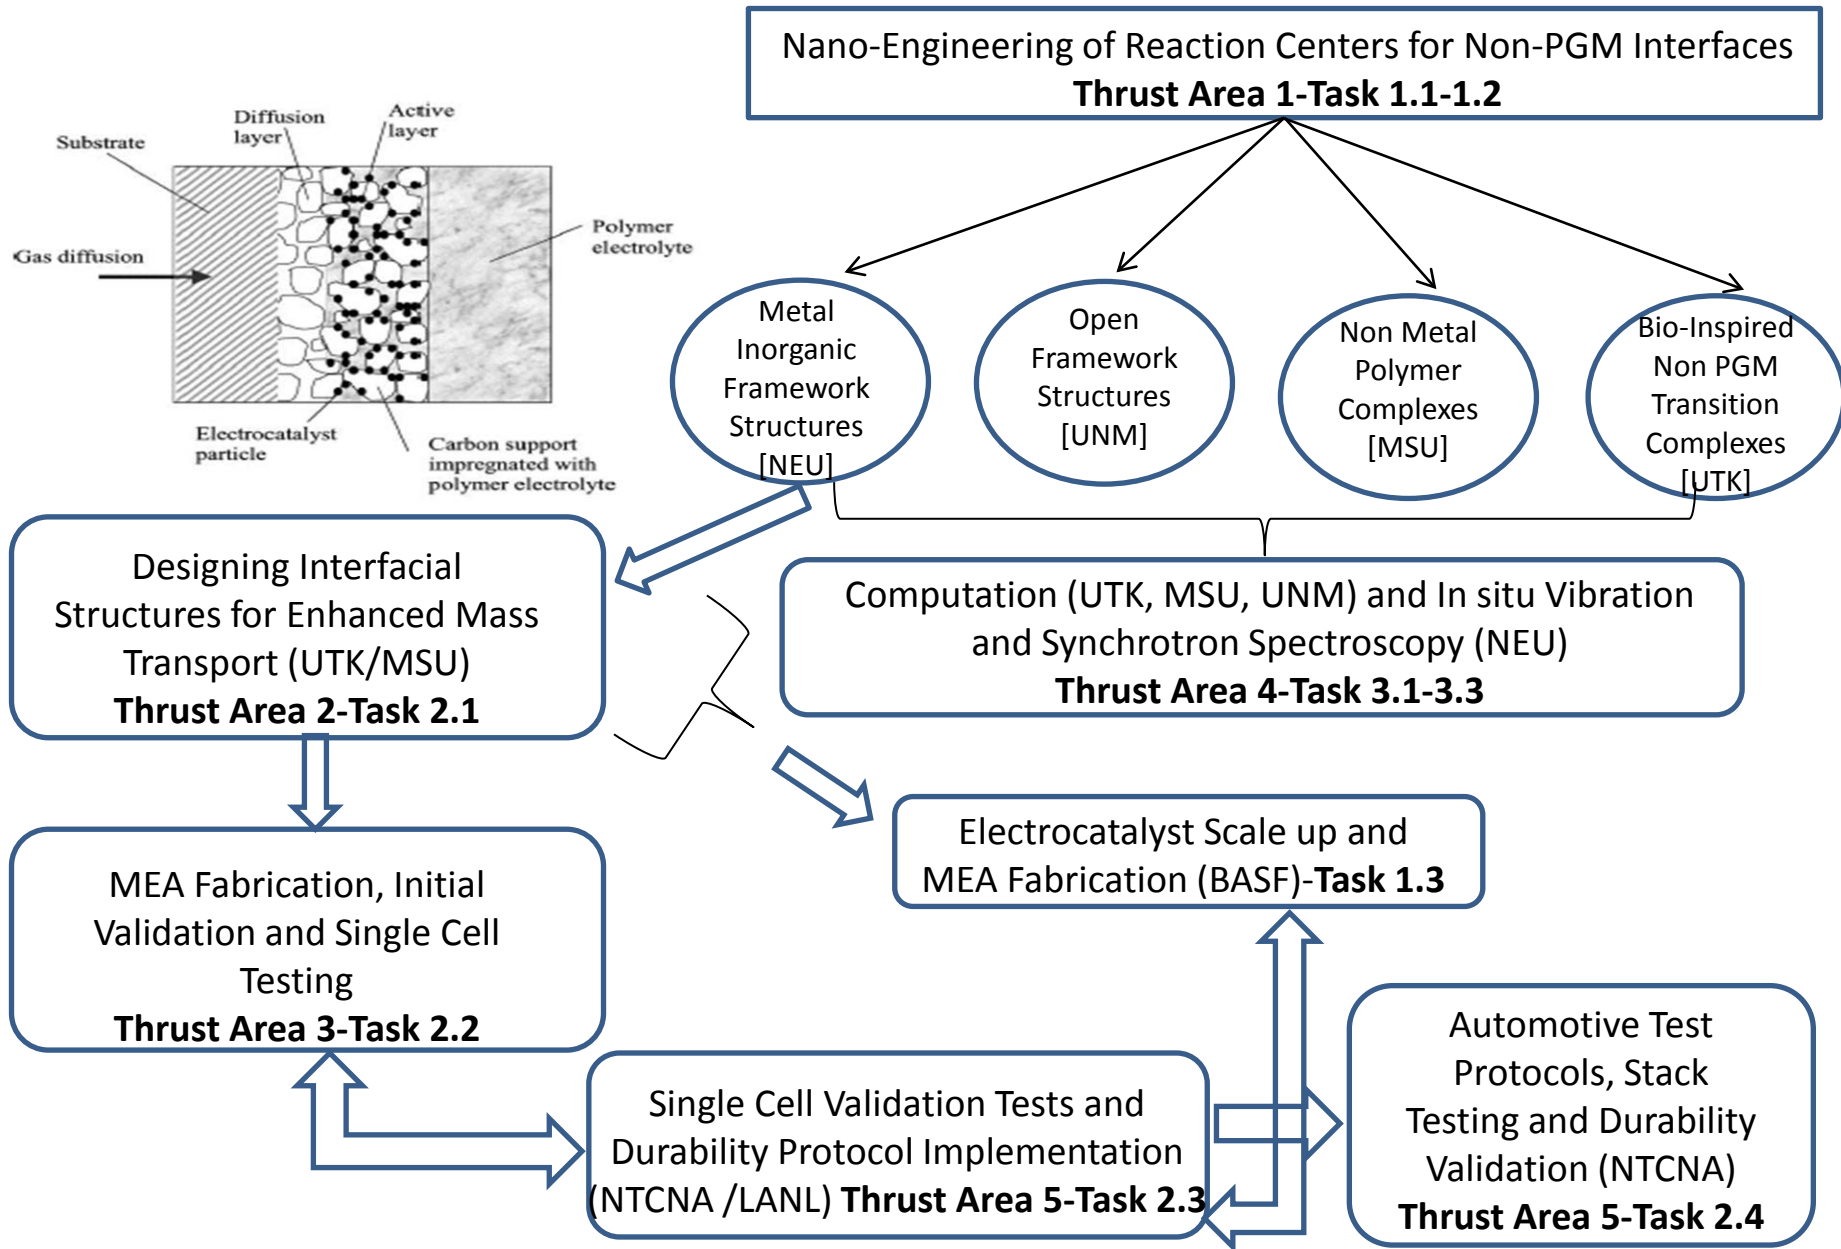 Nano-Engineering of Reaction Centers for Non-PGM Interfaces
Thrust Area 1-Task 1.1-1.2
Substrate
Diffusion
layer
Active
layer
Gas diffusion
Polymer
electrolyte
Electrocatalyst
particle
Carbon support
impregnated with
polymer electrolyte
Metal
Inorganic
Framework
Structures
[NEU]
Open
Framework
Structures
[UNM]
Non Metal
Polymer
Complexes
[MSU]
Bio-Inspired
Non PGM
Transition
Complexes
[UTK]
Designing Interfacial
Structures for Enhanced Mass
Transport (UTK/MSU)
Thrust Area 2-Task 2.1
Computation (UTK, MSU, UNM) and In situ Vibration
and Synchrotron Spectroscopy (NEU)
Thrust Area 4-Task 3.1-3.3
Electrocatalyst Scale up and
MEA Fabrication (BASF)-Task 1.3
MEA Fabrication, Initial
Validation and Single Cell
Testing
Thrust Area 3-Task 2.2
Single Cell Validation Tests and
Durability Protocol Implementation
(NTCNA /LANL) Thrust Area 5-Task 2.3
Automotive Test
Protocols, Stack
Testing and Durability
Validation (NTCNA)
Thrust Area 5-Task 2.4